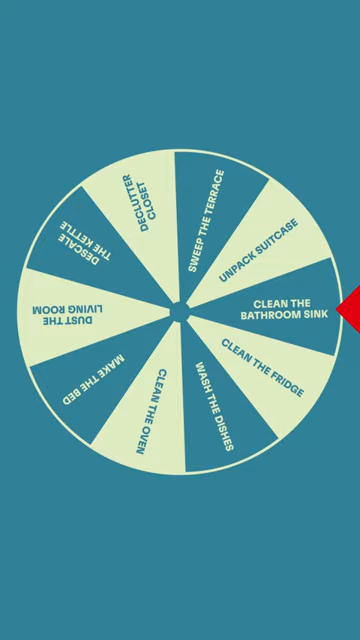 DECLUTTER
CLOSET
SWEEP THE TERRACE
UNPACK SUITCASE
CLEAN THE
BATHROOM SINK
CLEAN THE FRIDGE
WASH THE DISHES
CLEAN THE OVEN
MAKE THE BED
DUST THE
LIVING ROOM
DESCALE
THE KETTLE